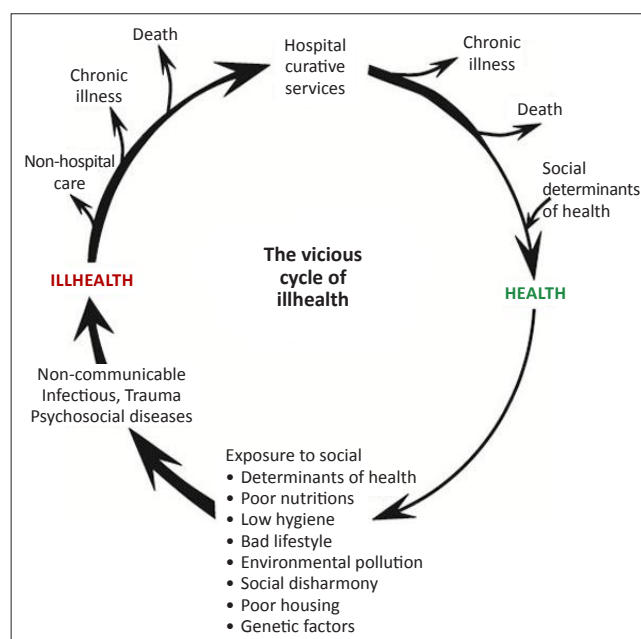 Death
Hospital
curative
services
Chronic
illness
Chronic
illness
Death
Non-hospital
care
Social
determinants
of health
The vicious
cycle of
illhealth
ILLHEALTH
HEALTH
Non-communicable
Infectious, Trauma
Psychosocial diseases
Exposure to social
• Determinants of health
• Poor nutritions
• Low hygiene
• Bad lifestyle
• Environmental pollution
• Social disharmony
• Poor housing
• Genetic factors